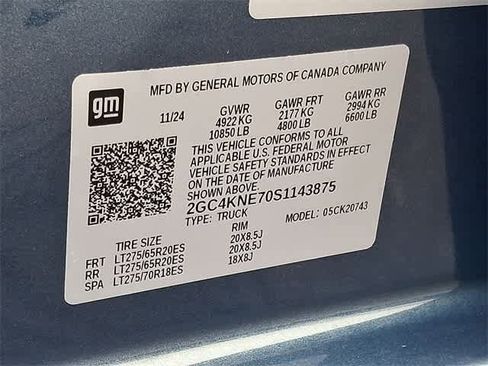 MFD BY GENERAL MOTORS OF CANADA COMPANY
gm
11/24 GVWR GAWR FRT GAWR RR
4922 KG 2177 KG 2994 KG
10850 LB 4800 LB 6600 LB
THIS VEHICLE CONFORMS TO ALL
APPLICABLE U.S. FEDERAL MOTOR
VEHICLE SAFETY STANDARDS IN EFFECT
ON THE DATE OF MANUFACTURE
SHOWN ABOVE.
2GC4KNE70S1143875
TYPE: TRUCK MODEL: 05CK20743
TIRE SIZE RIM
FRT LT275/65R20ES 20X8.5J
RR LT275/65R20ES 20X8.5J
SPA LT275/70R18ES 18X8J